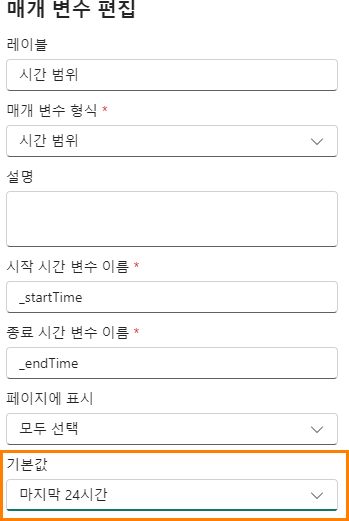 매개 변수 편집
레이블
시간 범위
매개 변수 형식 *
시간 범위
설명
시작 시간 변수 이름 *
_startTime
종료 시간 변수 이름 *
_endTime
페이지에 표시
모두 선택
기본값
마지막 24시간